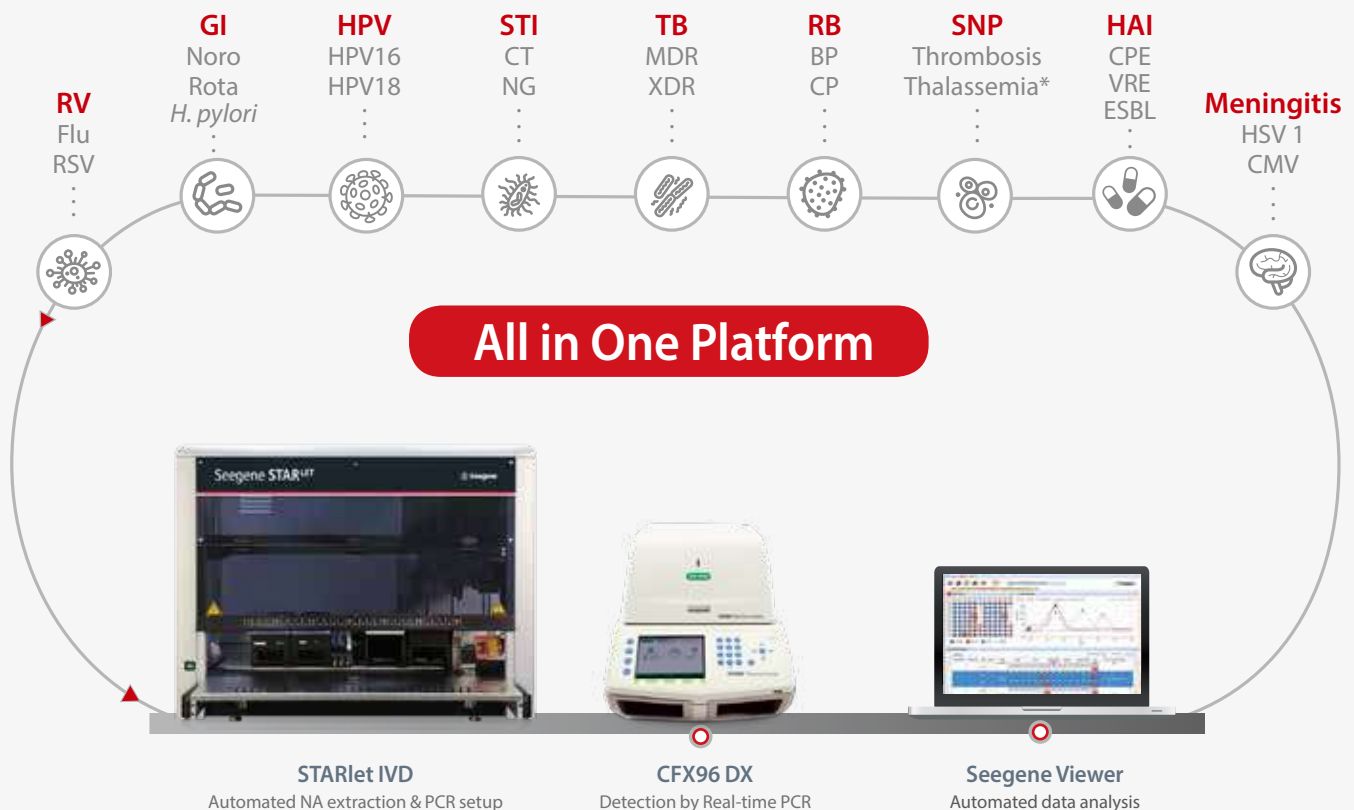 RV
Flu
RSV
GI
Noro
Rota
H. pylori
HPV
HPV16
HPV18
STI
CT
NG
TB
MDR
XDR
RB
BP
CP
SNP
Thrombosis
Thalassemia*
HAI
CPE
VRE
ESBL
Meningitis
HSV 1
CMV
All in One Platform
Seegene STARLET
Seegene
STARlet IVD
Automated NA extraction & PCR setup
CFX96 DX
Detection by Real-time PCR
Seegene Viewer
Automated data analysis